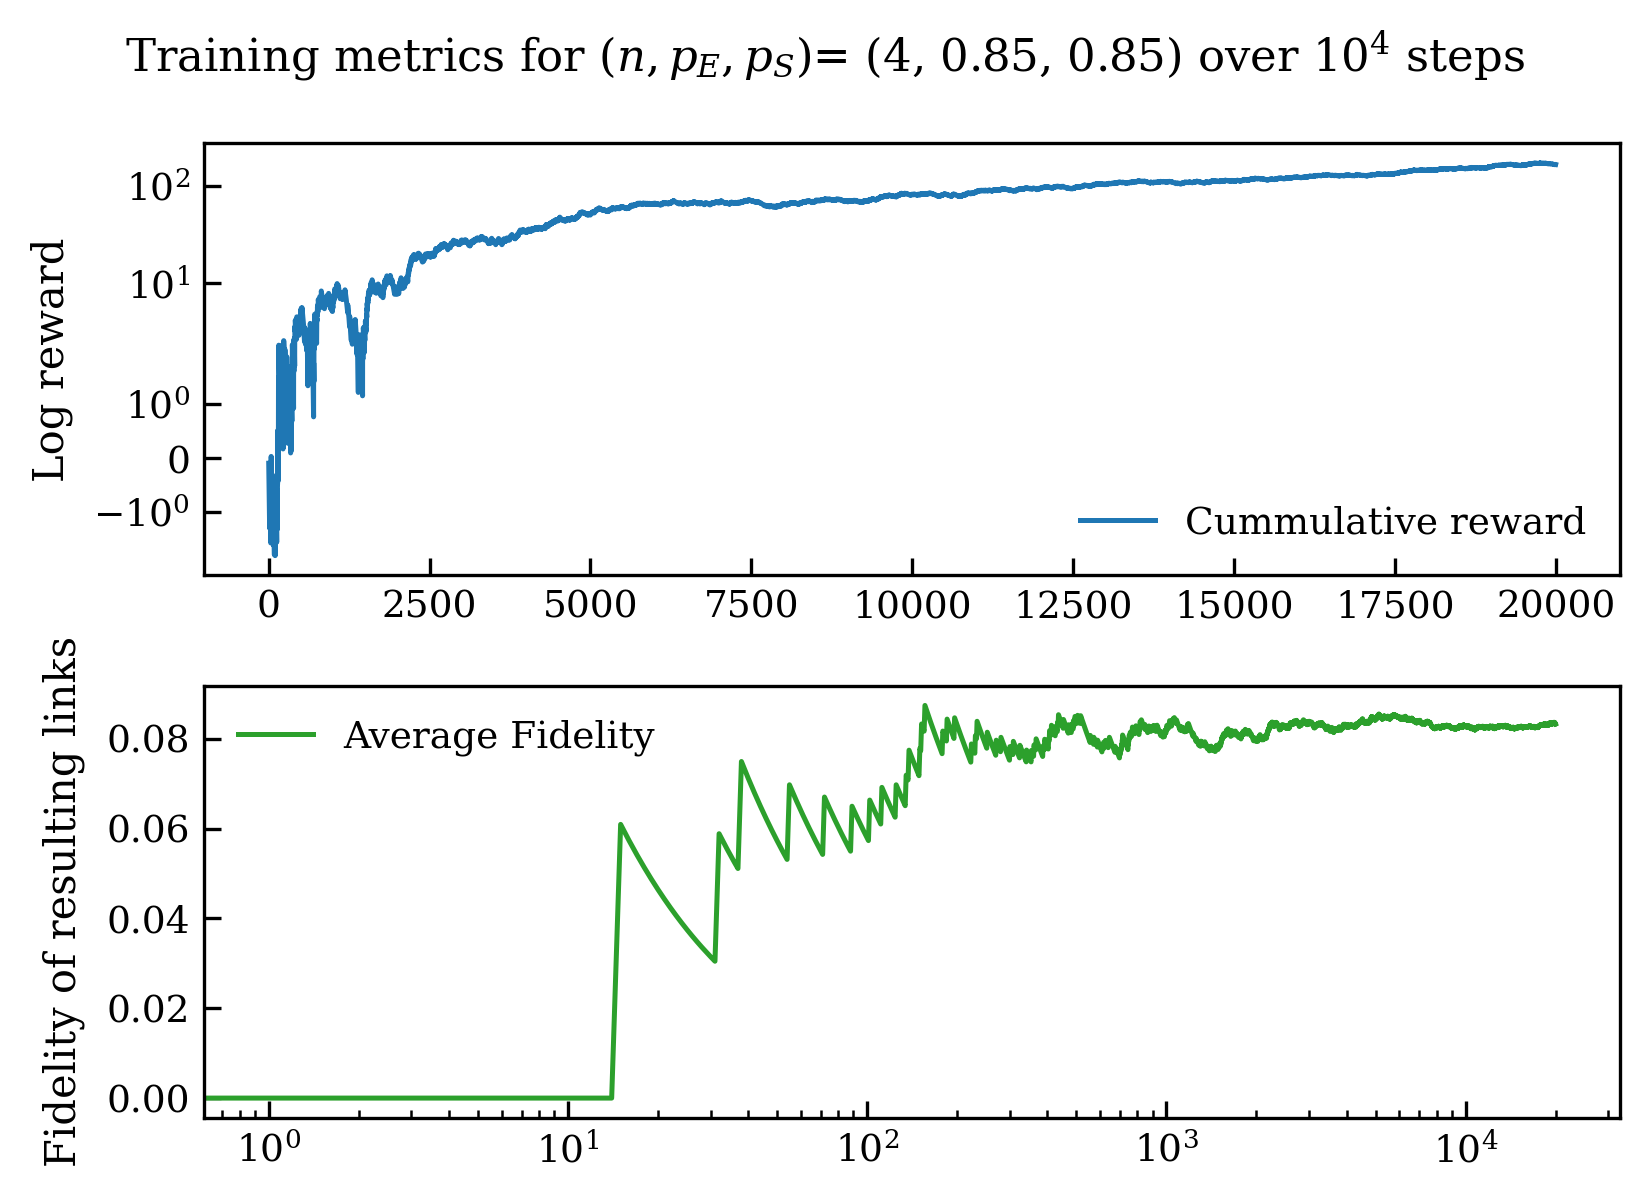 Training metrics for (n, p_E, p_S)= (4, 0.85, 0.85) over 10^4 steps
Log reward
10^2
10^1
10^0
0
−10^0
Cummulative reward
0 2500 5000 7500 10000 12500 15000 17500 20000
Fidelity of resulting links
0.08
0.06
0.04
0.02
0.00
Average Fidelity
10^0 10^1 10^2 10^3 10^4